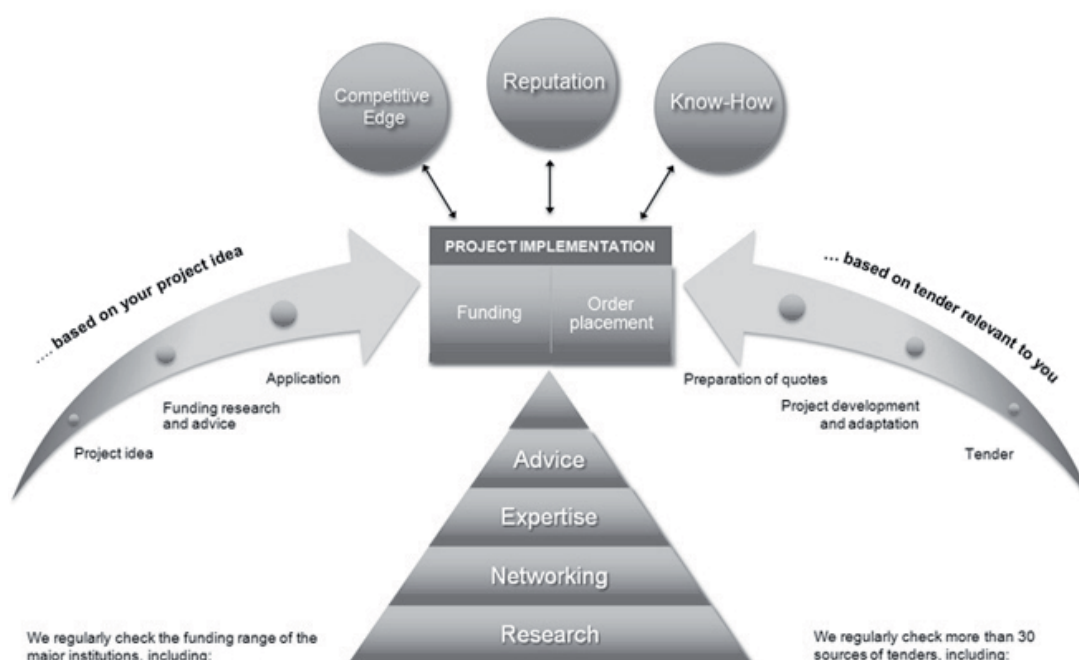 Competitive
Edge
Reputation
Know-How
PROJECT IMPLEMENTATION
Funding
Order
placement
.... based on your project idea
... based on tender relevant to you
Application
Funding research
and advice
Project idea
Preparation of quotes
Project development
and adaptation
Tender
Advice
Expertise
Networking
Research
We regularly check the funding range of the
major institutions, including:
We regularly check more than 30
sources of tenders, including: